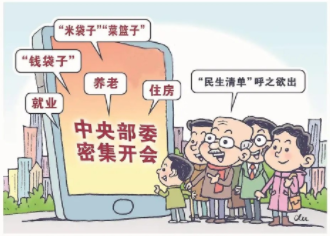 “米袋子”“菜篮子”
“钱袋子”
养老
住房
就业
“民生清单”呼之欲出
中央部委
密集开会